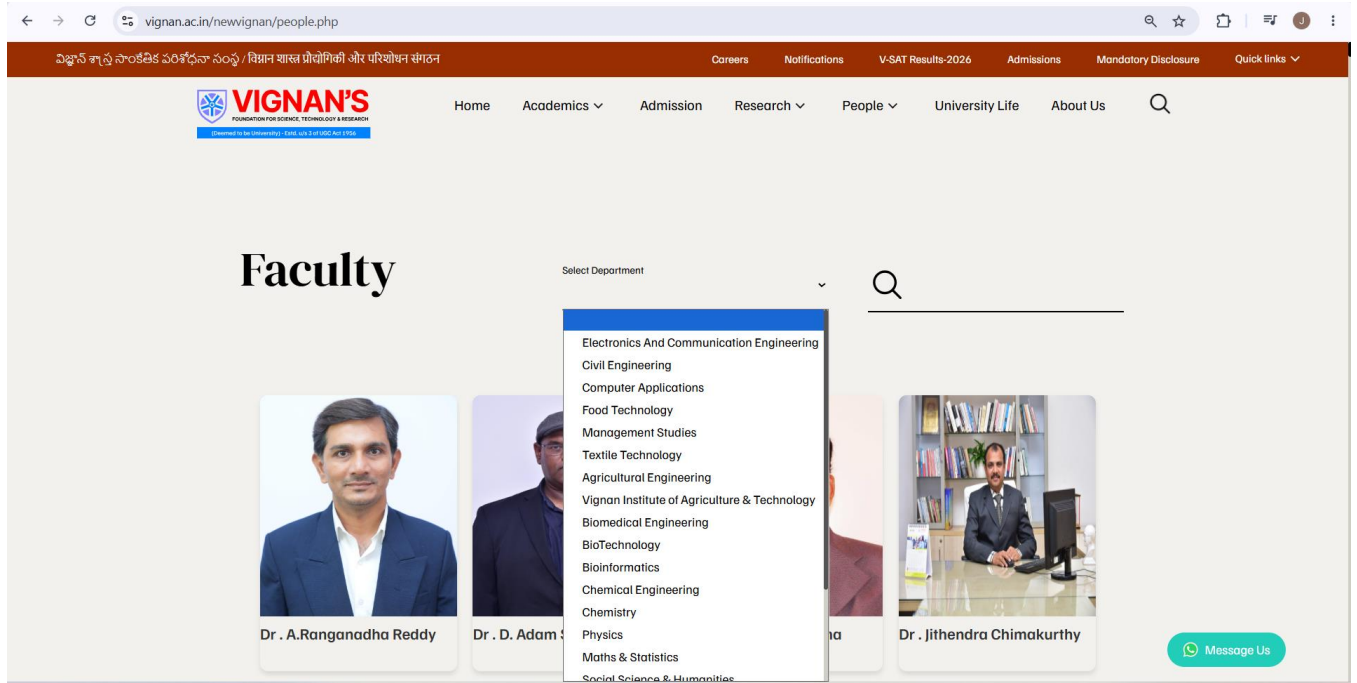 vignan.ac.in/newvignan/people.php
విజ్ఞాన్ శాస్త్ర సాంకేతిక పరిశోధనా సంస్థ / विज्ञान शास्त्र प्रौद्योगिकी और परिशोधन संगठन
Careers Notifications V-SAT Results-2026 Admissions Mandatory Disclosure Quick links
VIGNAN'S
FOUNDATION FOR SCIENCE, TECHNOLOGY & RESEARCH
(Deemed to be University) - Estd. u/s 3 of UGC Act 1956
Home Academics Admission Research People University Life About Us
Faculty
Select Department
Electronics And Communication Engineering
Civil Engineering
Computer Applications
Food Technology
Management Studies
Textile Technology
Agricultural Engineering
Vignan Institute of Agriculture & Technology
Biomedical Engineering
BioTechnology
Bioinformatics
Chemical Engineering
Chemistry
Physics
Maths & Statistics
Social Science & Humanities
Dr . A.Ranganadha Reddy Dr . D. Adam Dr . Jithendra Chimakurthy
Message Us
J